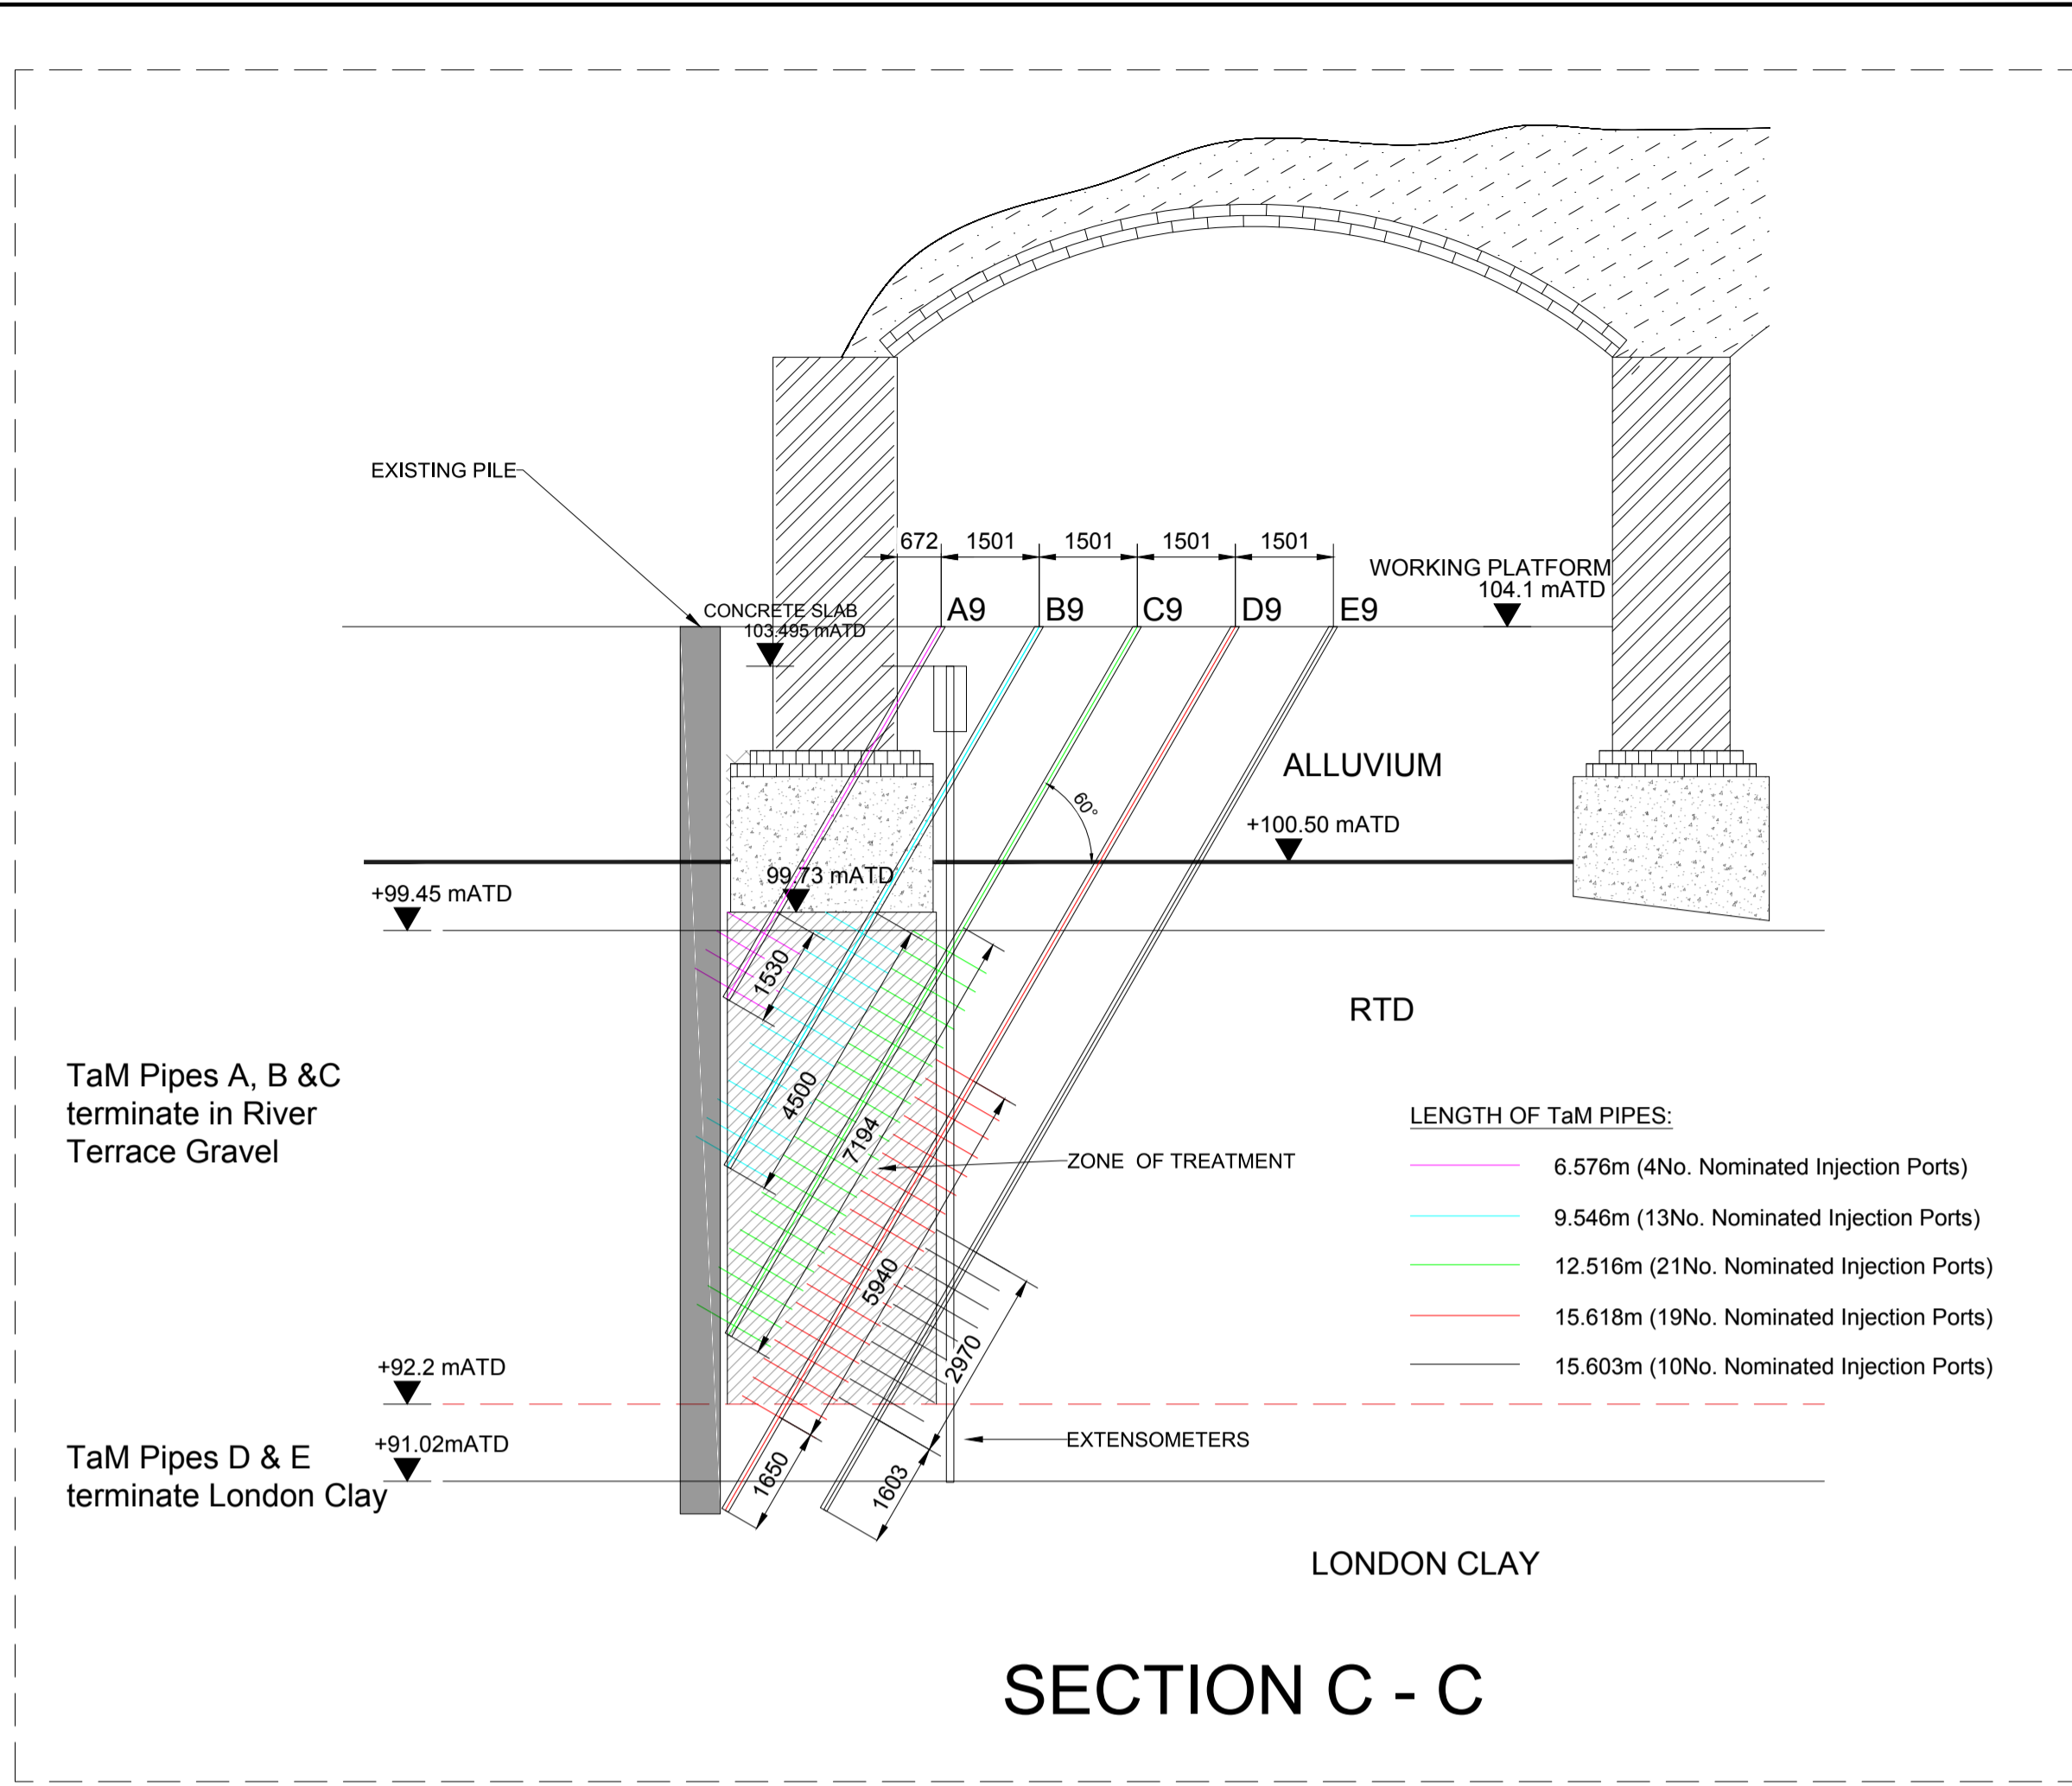 EXISTING PILE
672 1501 1501 1501 1501
WORKING PLATFORM
104.1 mATD
CONCRETE SLAB
103.495 mATD
A9 B9 C9 D9 E9
ALLUVIUM
60°
+100.50 mATD
99.73 mATD
+99.45 mATD
1530
RTD
TaM Pipes A, B &C
terminate in River
Terrace Gravel
4500
7194
ZONE  OF TREATMENT
LENGTH OF TaM PIPES:
6.576m (4No. Nominated Injection Ports)
9.546m (13No. Nominated Injection Ports)
12.516m (21No. Nominated Injection Ports)
15.618m (19No. Nominated Injection Ports)
15.603m (10No. Nominated Injection Ports)
5940
2970
+92.2 mATD
+91.02mATD
TaM Pipes D & E
terminate London Clay
EXTENSOMETERS
1650
1603
LONDON CLAY
SECTION C - C